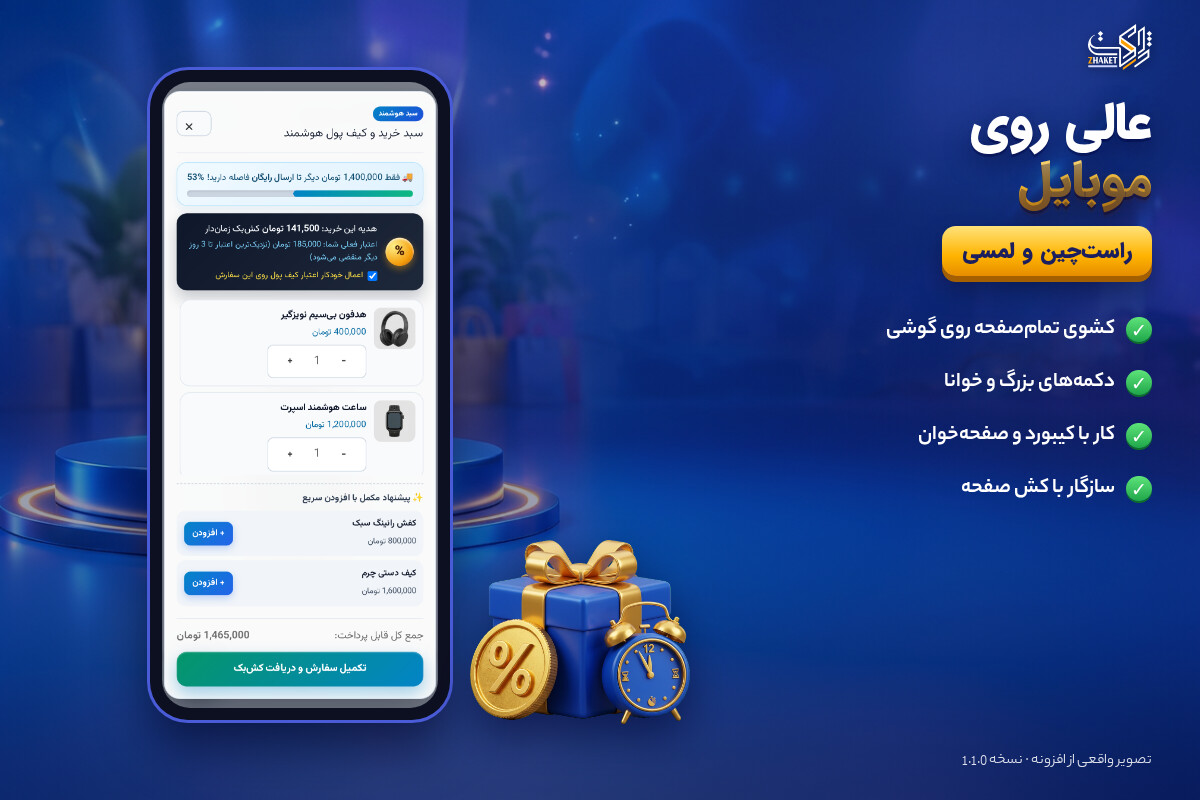 ژاکت
ZHAKET
عالی روی
موبایل
راست‌چین و لمسی
✓ کشوی تمام‌صفحه روی گوشی
✓ دکمه‌های بزرگ و خوانا
✓ کار با کیبورد و صفحه‌خوان
✓ سازگار با کش صفحه
تصویر واقعی از افزونه · نسخه 1.1.0
سبد هوشمند
سبد خرید و کیف پول هوشمند
×
🚚 فقط 1,400,000 تومان دیگر تا ارسال رایگان فاصله دارید! 53%
%
هدیه این خرید: 141,500 تومان کش‌بک زمان‌دار
اعتبار فعلی شما: 185,000 تومان (نزدیک‌ترین اعتبار تا 3 روز
دیگر منقضی می‌شود)
اعمال خودکار اعتبار کیف پول روی این سفارش
هدفون بی‌سیم نویزگیر
400,000 تومان
- 1 +
ساعت هوشمند اسپرت
1,200,000 تومان
- 1 +
✨ پیشنهاد مکمل با افزودن سریع
کفش رانینگ سبک
800,000 تومان
+ افزودن
کیف دستی چرم
1,600,000 تومان
+ افزودن
جمع کل قابل پرداخت: 1,465,000 تومان
تکمیل سفارش و دریافت کش‌بک
%
12